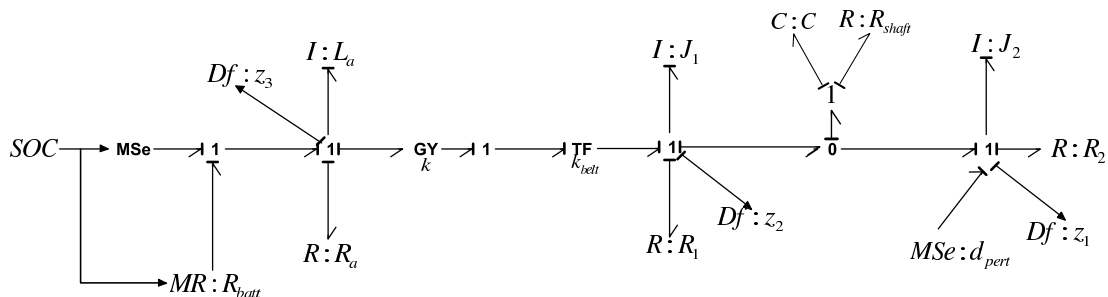 C : C
R : R_shaft
I : L_a
I : J_1
I : J_2
Df : z_3
1
SOC
MSe
1
1
GY
k
1
TF
k_belt
1
0
1
R : R_2
Df : z_2
Df : z_1
R : R_a
R : R_1
MSe : d_pert
MR : R_batt